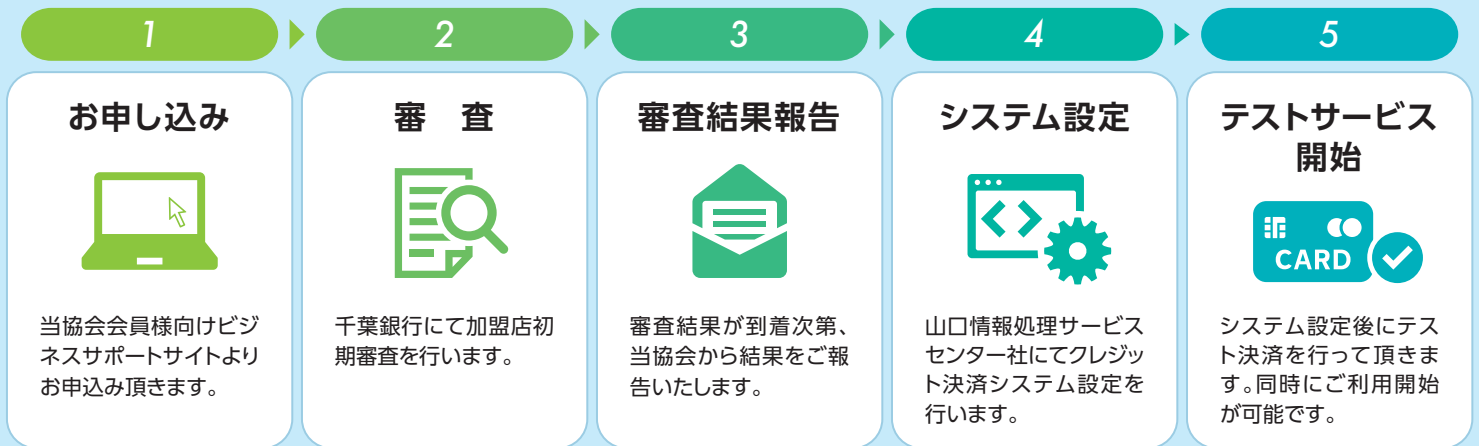 1
お申し込み
当協会会員様向けビジ
ネスサポートサイトより
お申込み頂きます。
2
審　査
千葉銀行にて加盟店初
期審査を行います。
3
審査結果報告
審査結果が到着次第、
当協会から結果をご報
告いたします。
4
システム設定
山口情報処理サービス
センター社にてクレジッ
ト決済システム設定を
行います。
5
テストサービス
開始
CARD
システム設定後にテス
ト決済を行って頂きま
す。同時にご利用開始
が可能です。